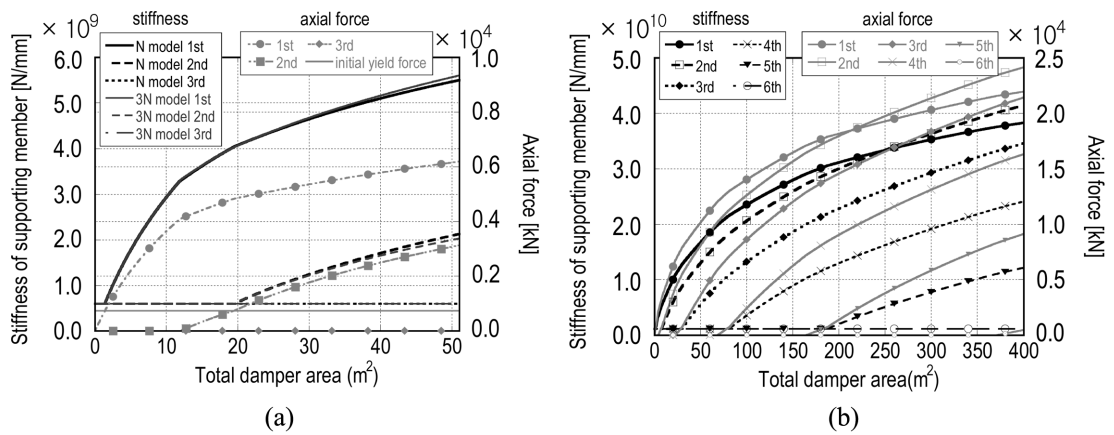 stiffness axial force
× 10⁹ × 10⁴
N model 1st
N model 2nd
N model 3rd
3N model 1st
3N model 2nd
3N model 3rd
1st 3rd
2nd initial yield force
Stiffness of supporting member [N/mm]
6.0
5.0
4.0
3.0
2.0
1.0
0.0
1.0
0.8
0.6
0.4
0.2
0.0
Axial force [kN]
0 10 20 30 40 50
Total damper area (m²)
(a)
stiffness axial force
× 10¹⁰ × 10⁴
1st 4th
2nd 5th
3rd 6th
1st 3rd 5th
2nd 4th 6th
Stiffness of supporting member [N/mm]
5.0
4.0
3.0
2.0
1.0
0.0
2.5
2.0
1.5
1.0
0.5
0.0
Axial force [kN]
0 50 100 150 200 250 300 350 400
Total damper area(m²)
(b)